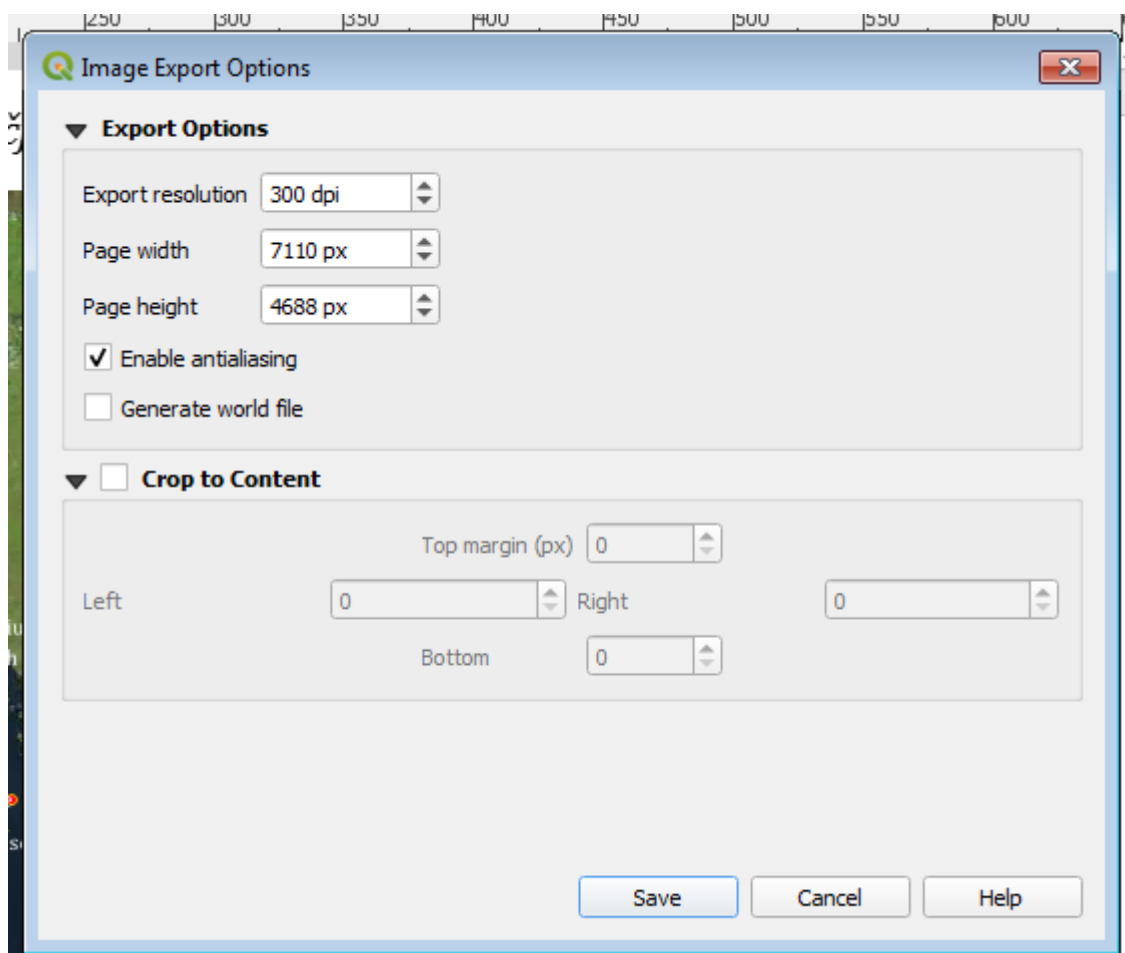 250 300 350 400 450 500 550 600
Image Export Options
Export Options
Export resolution 300 dpi
Page width 7110 px
Page height 4688 px
Enable antialiasing
Generate world file
Crop to Content
Top margin (px) 0
Left 0 Right 0
Bottom 0
Save Cancel Help